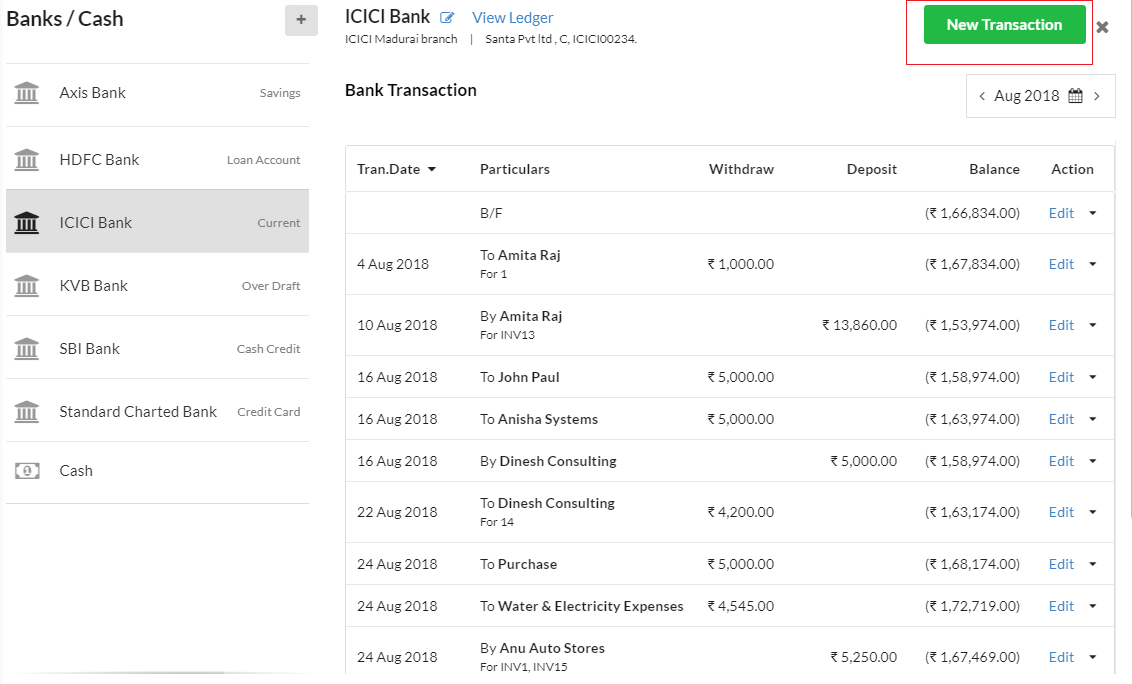 Banks / Cash
+
Axis Bank Savings
HDFC Bank Loan Account
ICICI Bank Current
KVB Bank Over Draft
SBI Bank Cash Credit
Standard Charted Bank Credit Card
Cash
ICICI Bank View Ledger
ICICI Madurai branch | Santa Pvt ltd , C, ICICI00234.
New Transaction
Bank Transaction
Aug 2018
Tran.Date Particulars Withdraw Deposit Balance Action
B/F (₹ 1,66,834.00) Edit
4 Aug 2018 To Amita Raj ₹ 1,000.00 (₹ 1,67,834.00) Edit
For 1
10 Aug 2018 By Amita Raj ₹ 13,860.00 (₹ 1,53,974.00) Edit
For INV13
16 Aug 2018 To John Paul ₹ 5,000.00 (₹ 1,58,974.00) Edit
16 Aug 2018 To Anisha Systems ₹ 5,000.00 (₹ 1,63,974.00) Edit
16 Aug 2018 By Dinesh Consulting ₹ 5,000.00 (₹ 1,58,974.00) Edit
22 Aug 2018 To Dinesh Consulting ₹ 4,200.00 (₹ 1,63,174.00) Edit
For 14
24 Aug 2018 To Purchase ₹ 5,000.00 (₹ 1,68,174.00) Edit
24 Aug 2018 To Water & Electricity Expenses ₹ 4,545.00 (₹ 1,72,719.00) Edit
24 Aug 2018 By Anu Auto Stores ₹ 5,250.00 (₹ 1,67,469.00) Edit
For INV1, INV15